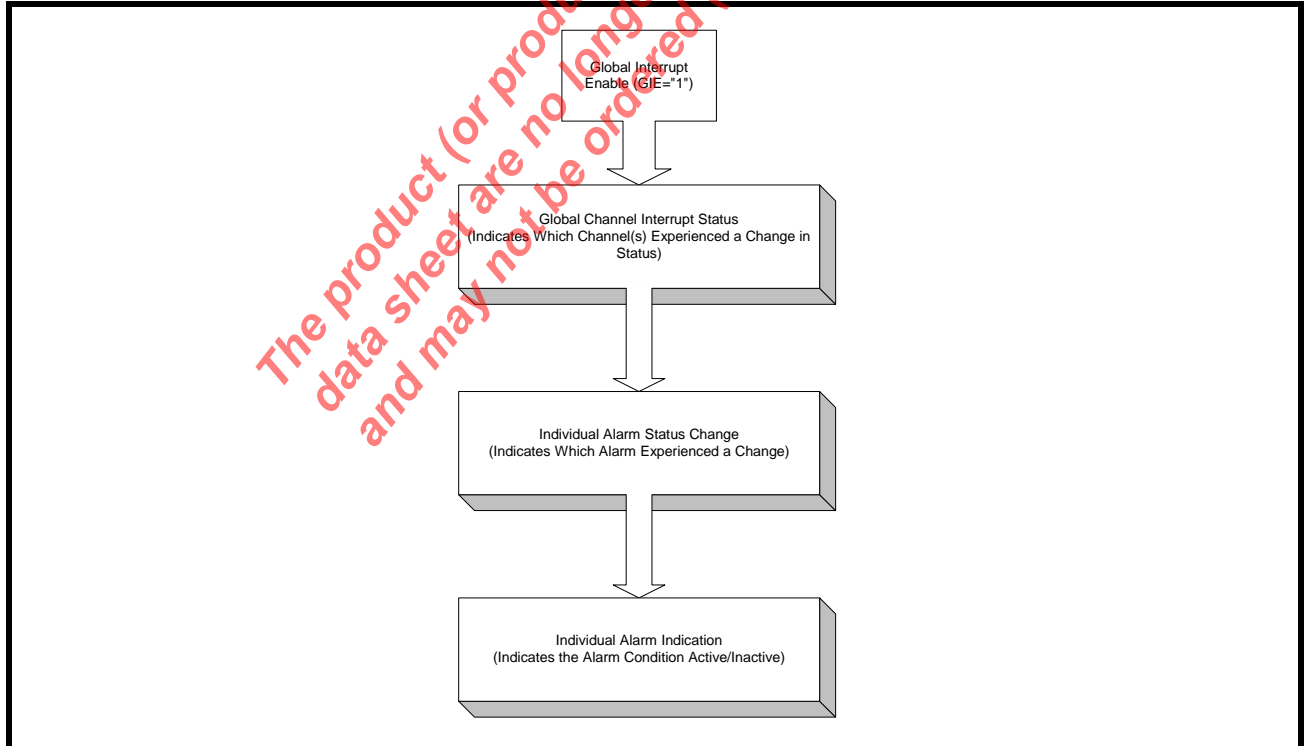 The product (or produ
data sheet are no longe
and may not be ordered (
Global Interrupt
Enable (GIE="1")
Global Channel Interrupt Status
(Indicates Which Channel(s) Experienced a Change in
Status)
Individual Alarm Status Change
(Indicates Which Alarm Experienced a Change)
Individual Alarm Indication
(Indicates the Alarm Condition Active/Inactive)